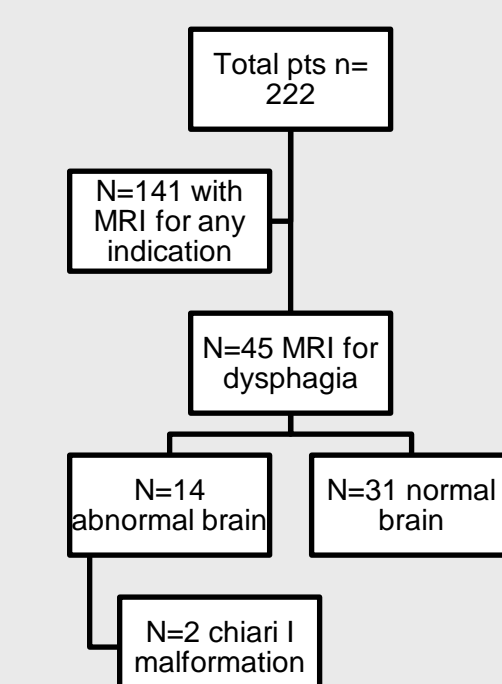 Total pts n=
222
N=141 with
MRI for any
indication
N=45 MRI for
dysphagia
N=14
abnormal brain
N=31 normal
brain
N=2 chiari I
malformation